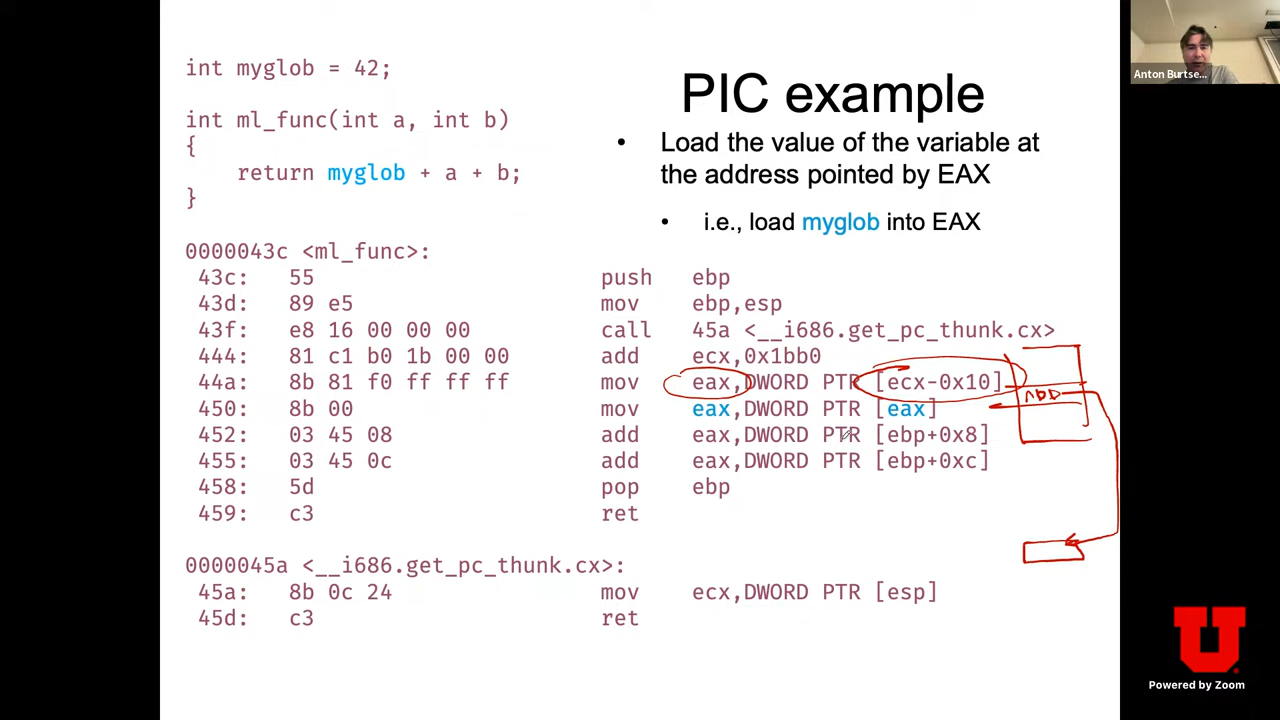 int myglob = 42;
PIC example
int ml_func(int a, int b)
{
return myglob + a + b;
}
• Load the value of the variable at
the address pointed by EAX
• i.e., load myglob into EAX
0000043c <ml_func>:
43c: 55 push ebp
43d: 89 e5 mov ebp,esp
43f: e8 16 00 00 00 call 45a <__i686.get_pc_thunk.cx>
444: 81 c1 b0 1b 00 00 add ecx,0x1bb0
44a: 8b 81 f0 ff ff ff mov eax,DWORD PTR [ecx-0x10]
450: 8b 00 mov eax,DWORD PTR [eax]
452: 03 45 08 add eax,DWORD PTR [ebp+0x8]
455: 03 45 0c add eax,DWORD PTR [ebp+0xc]
458: 5d pop ebp
459: c3 ret
0000045a <__i686.get_pc_thunk.cx>:
45a: 8b 0c 24 mov ecx,DWORD PTR [esp]
45d: c3 ret
Anton Burtse...
U
Powered by Zoom